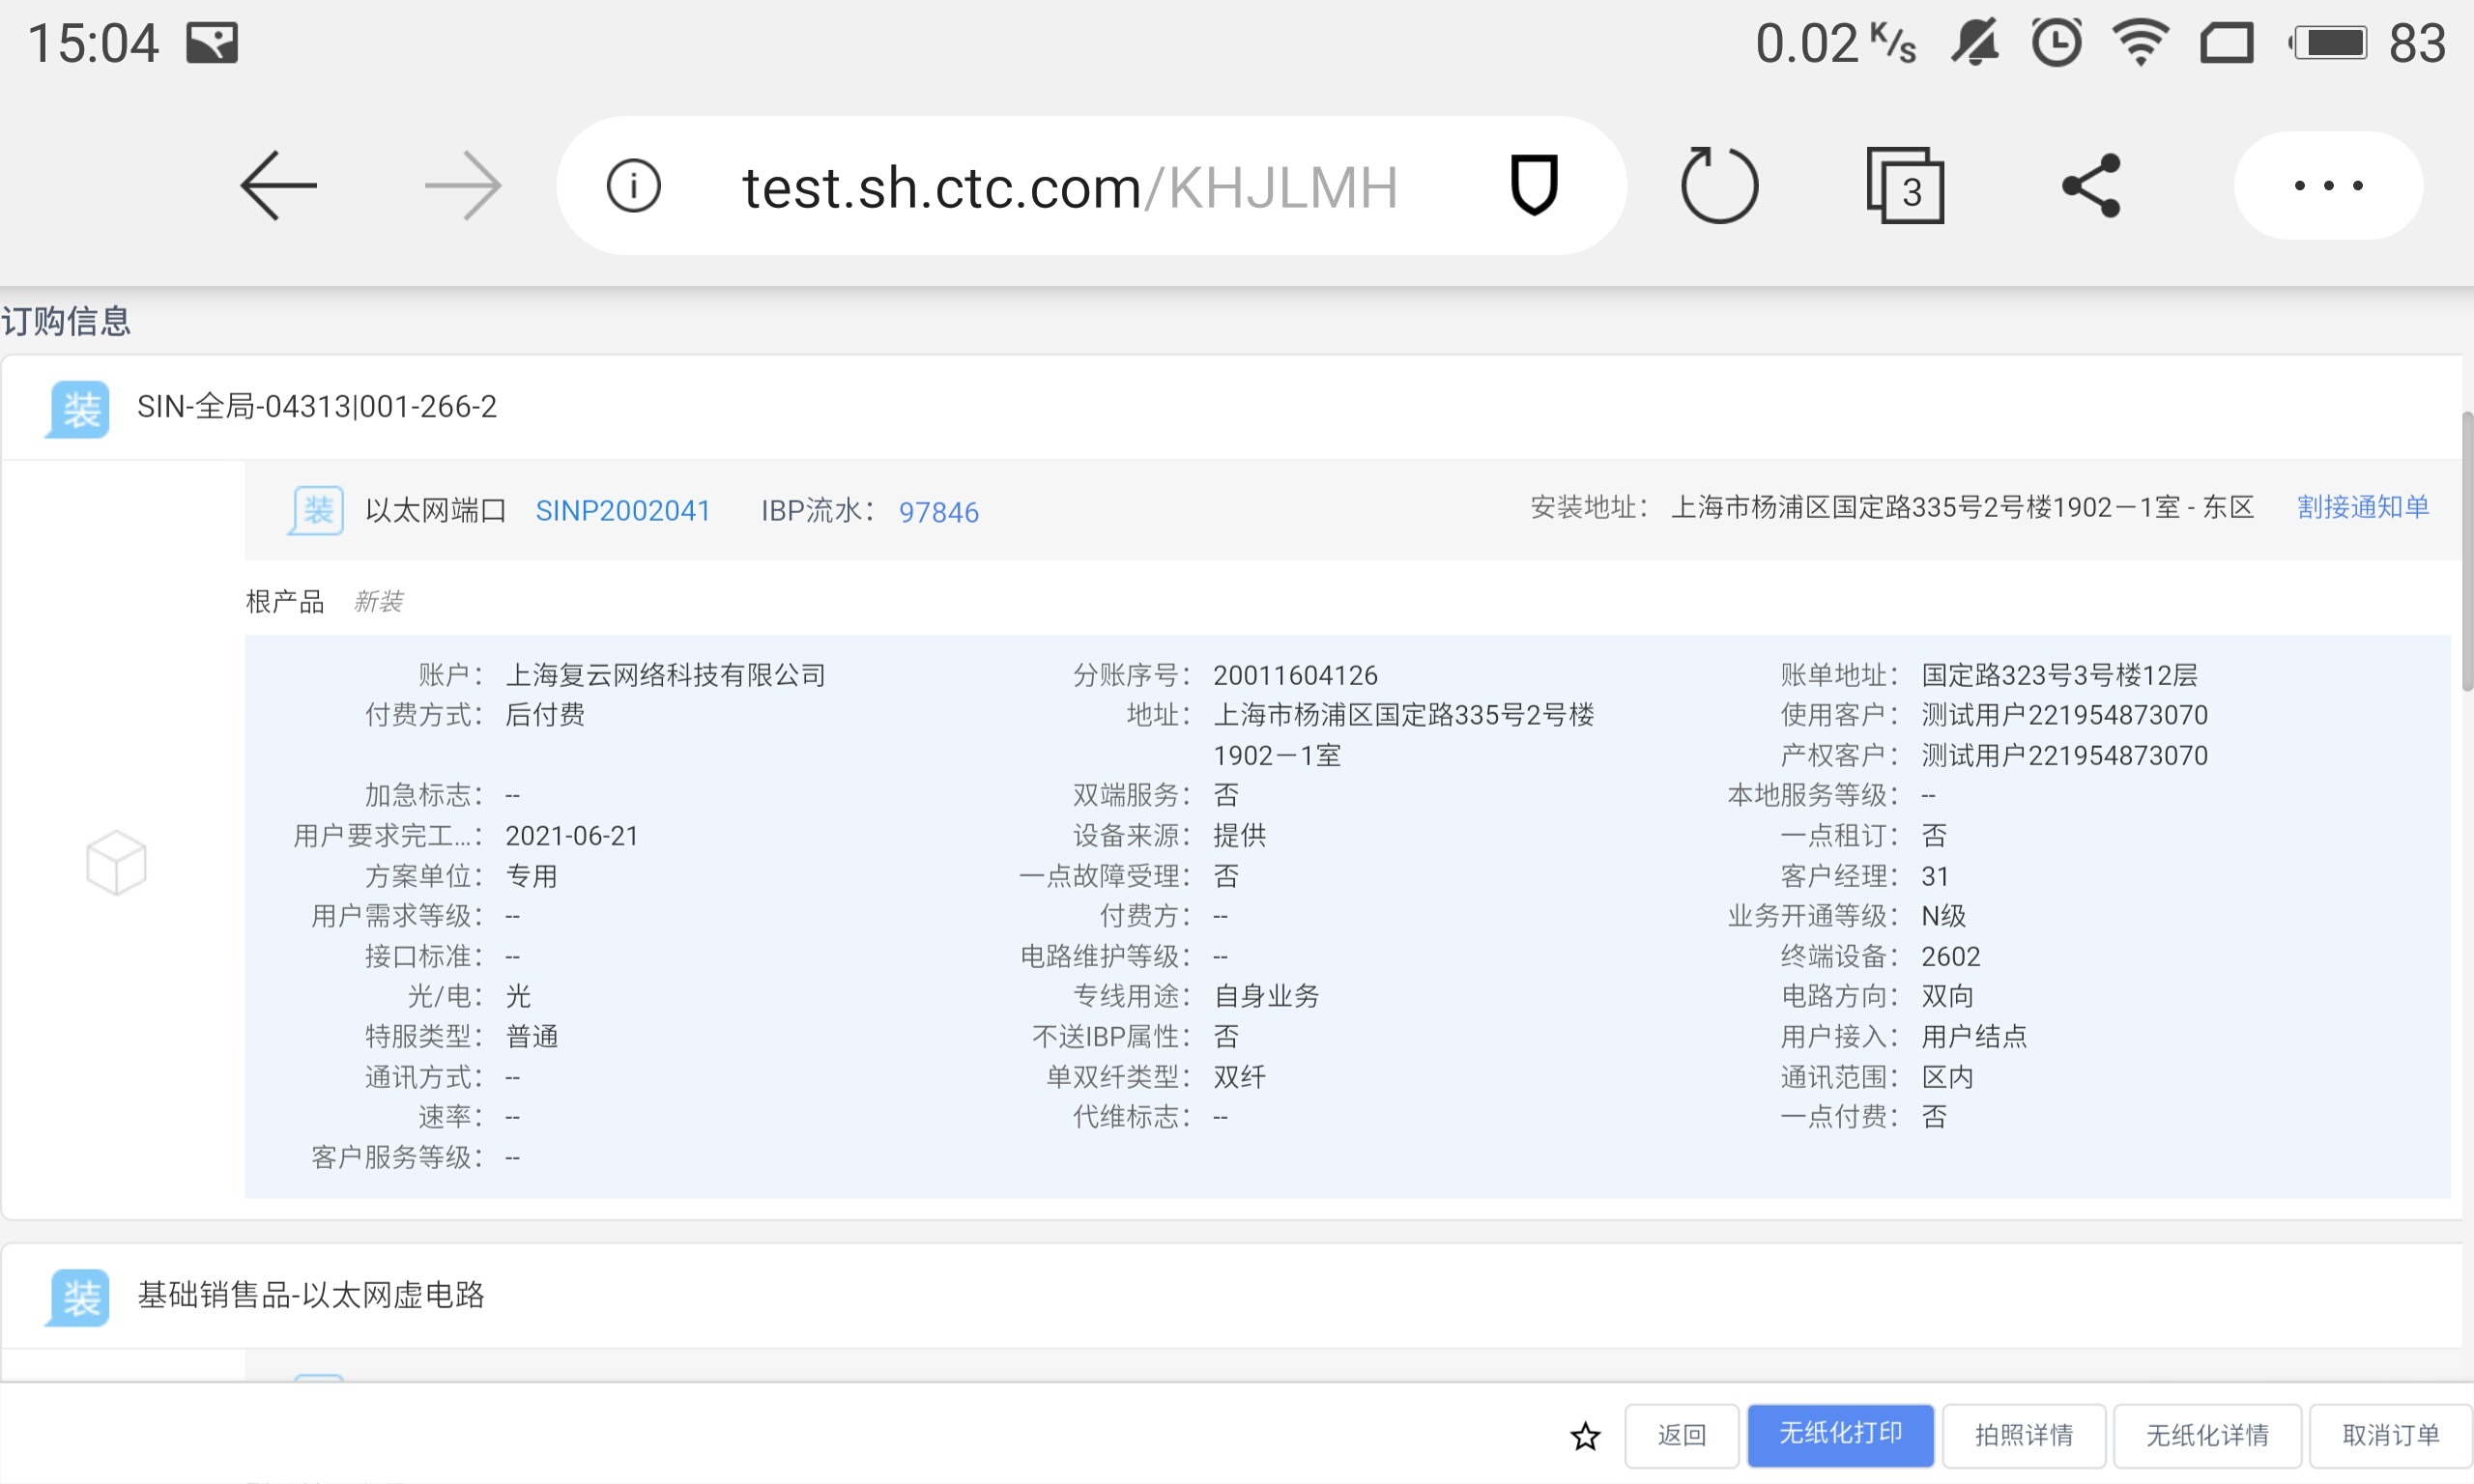 15:04 0.02 K/s 83
test.sh.ctc.com/KHJLMH 3
订购信息
装 SIN-全局-04313|001-266-2
装 以太网端口 SINP2002041 IBP流水： 97846 安装地址： 上海市杨浦区国定路335号2号楼1902－1室 - 东区 割接通知单
根产品 新装
账户： 上海复云网络科技有限公司 分账序号： 20011604126 账单地址： 国定路323号3号楼12层
付费方式： 后付费 地址： 上海市杨浦区国定路335号2号楼 使用客户： 测试用户221954873070
1902－1室 产权客户： 测试用户221954873070
加急标志： -- 双端服务： 否 本地服务等级： --
用户要求完工...： 2021-06-21 设备来源： 提供 一点租订： 否
方案单位： 专用 一点故障受理： 否 客户经理： 31
用户需求等级： -- 付费方： -- 业务开通等级： N级
接口标准： -- 电路维护等级： -- 终端设备： 2602
光/电： 光 专线用途： 自身业务 电路方向： 双向
特服类型： 普通 不送IBP属性： 否 用户接入： 用户结点
通讯方式： -- 单双纤类型： 双纤 通讯范围： 区内
速率： -- 代维标志： -- 一点付费： 否
客户服务等级： --
装 基础销售品-以太网虚电路
返回 无纸化打印 拍照详情 无纸化详情 取消订单